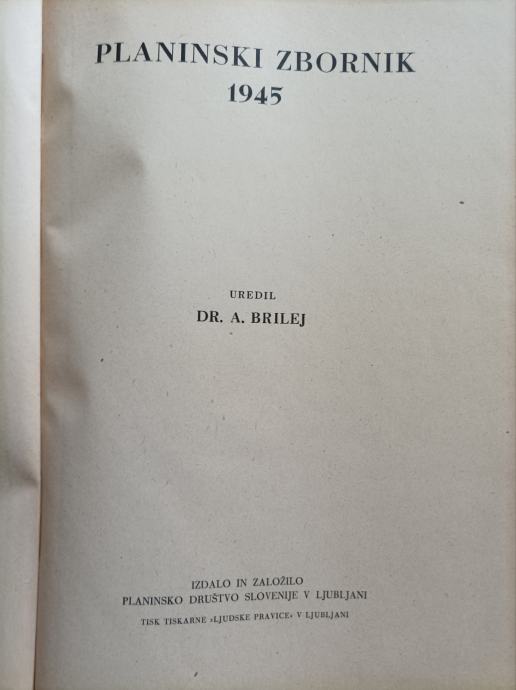 PLANINSKI ZBORNIK
1945
UREDIL
DR. A. BRILEJ
IZDALO IN ZALOŽILO
PLANINSKO DRUŠTVO SLOVENIJE V LJUBLJANI
TISK TISKARNE »LJUDSKE PRAVICE« V LJUBLJANI